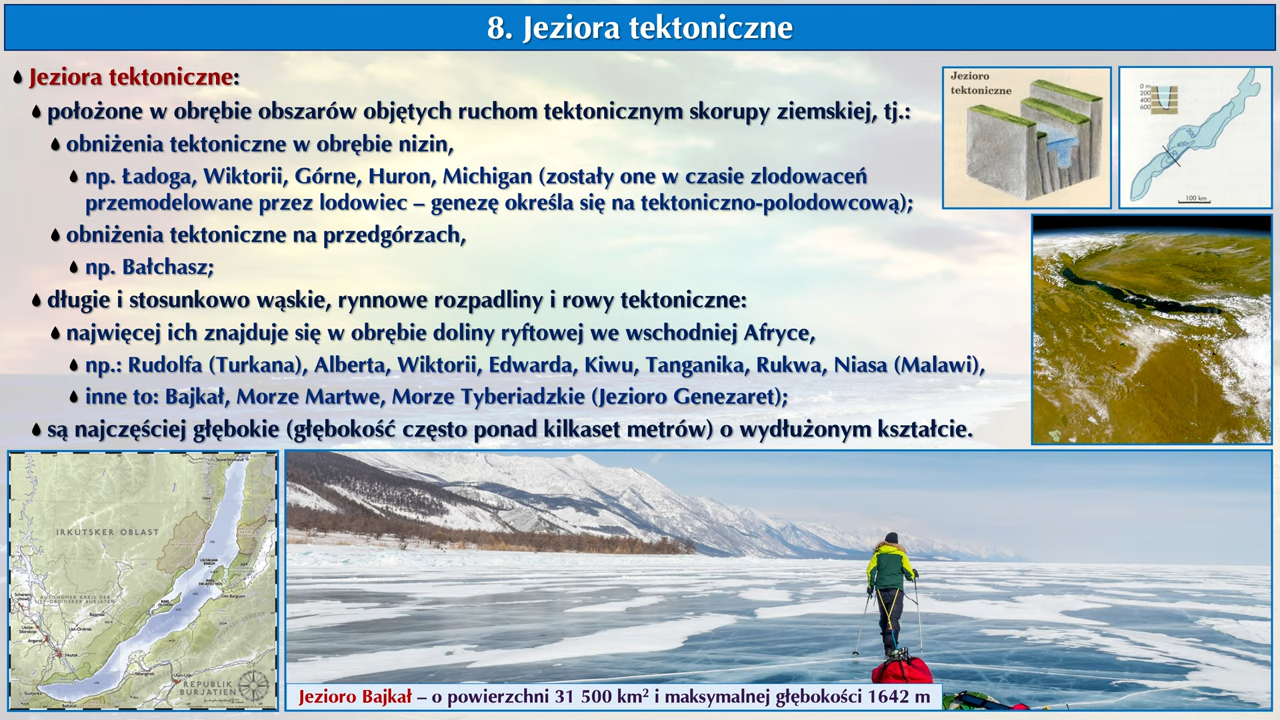 8. Jeziora tektoniczne
Jeziora tektoniczne:
położone w obrębie obszarów objętych ruchom tektonicznym skorupy ziemskiej, tj.:
obniżenia tektoniczne w obrębie nizin,
np. Ładoga, Wiktorii, Górne, Huron, Michigan (zostały one w czasie zlodowaceń
przemodelowane przez lodowiec – genezę określa się na tektoniczno-polodowcową);
obniżenia tektoniczne na przedgórzach,
np. Bałchasz;
długie i stosunkowo wąskie, rynnowe rozpadliny i rowy tektoniczne:
najwięcej ich znajduje się w obrębie doliny ryftowej we wschodniej Afryce,
np.: Rudolfa (Turkana), Alberta, Wiktorii, Edwarda, Kiwu, Tanganika, Rukwa, Niasa (Malawi),
inne to: Bajkał, Morze Martwe, Morze Tyberiadzkie (Jezioro Genezaret);
są najczęściej głębokie (głębokość często ponad kilkaset metrów) o wydłużonym kształcie.
Jezioro
tektoniczne
0 m
200
400
600
100 km
IRKUTSKER OBLAST
REPUBLIK
BURJATIEN
Jezioro Bajkał – o powierzchni 31 500 km² i maksymalnej głębokości 1642 m